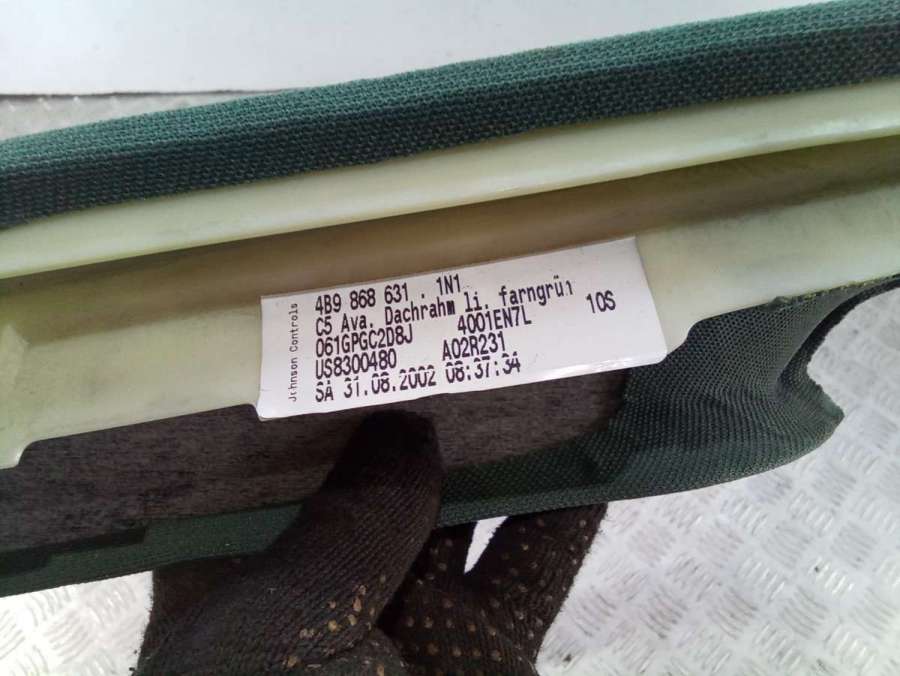 Johnson Controls
4B9 868 631 . 1N1
C5 Ava. Dachrahm li. farngrün
061GPGC2D8J 4001EN7L 10S
US8300480 A02R231
SA 31.08.2002 08:37:34